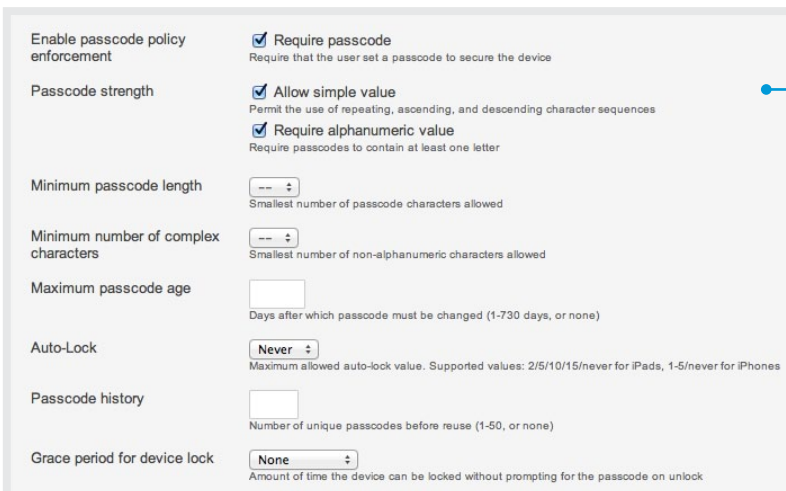 Enable passcode policy
enforcement
Require passcode
Require that the user set a passcode to secure the device
Passcode strength
Allow simple value
Permit the use of repeating, ascending, and descending character sequences
Require alphanumeric value
Require passcodes to contain at least one letter
Minimum passcode length
--
Smallest number of passcode characters allowed
Minimum number of complex
characters
--
Smallest number of non-alphanumeric characters allowed
Maximum passcode age
Days after which passcode must be changed (1-730 days, or none)
Auto-Lock
Never
Maximum allowed auto-lock value. Supported values: 2/5/10/15/never for iPads, 1-5/never for iPhones
Passcode history
Number of unique passcodes before reuse (1-50, or none)
Grace period for device lock
None
Amount of time the device can be locked without prompting for the passcode on unlock